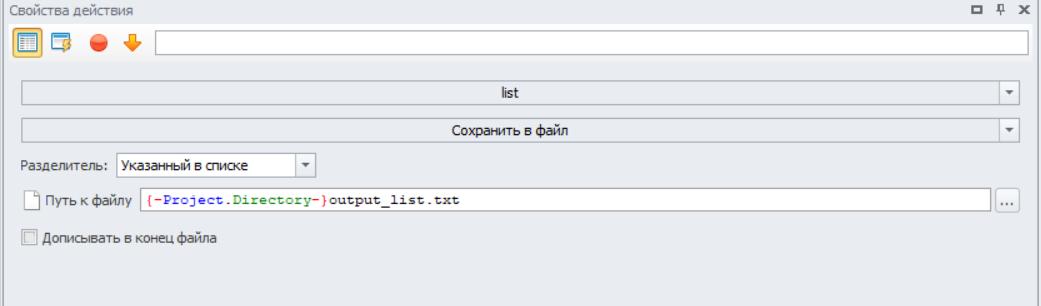 Свойства действия
list
Сохранить в файл
Разделитель: Указанный в списке
Путь к файлу {-Project.Directory-}output_list.txt ...
Дописывать в конец файла